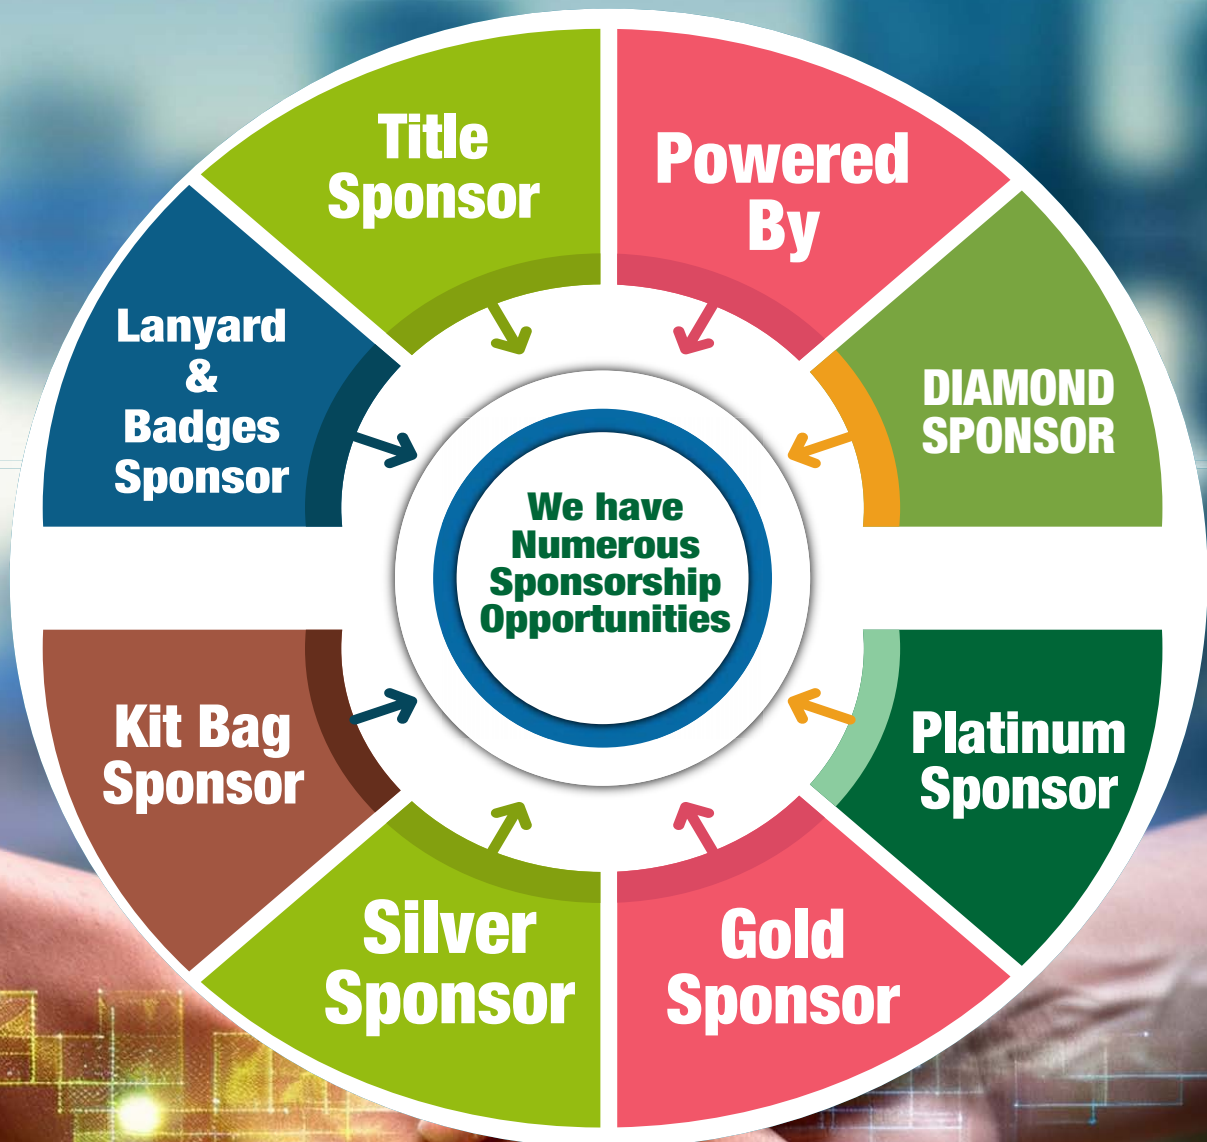 Title
Sponsor
Powered
By
Lanyard
&
Badges
Sponsor
DIAMOND
SPONSOR
We have
Numerous
Sponsorship
Opportunities
Kit Bag
Sponsor
Platinum
Sponsor
Silver
Sponsor
Gold
Sponsor